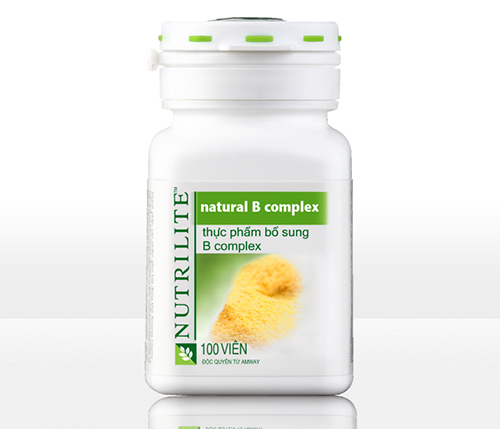 NUTRILITE™
natural B complex
thực phẩm bổ sung
B complex
100 VIÊN
ĐỘC QUYỀN TỪ AMWAY